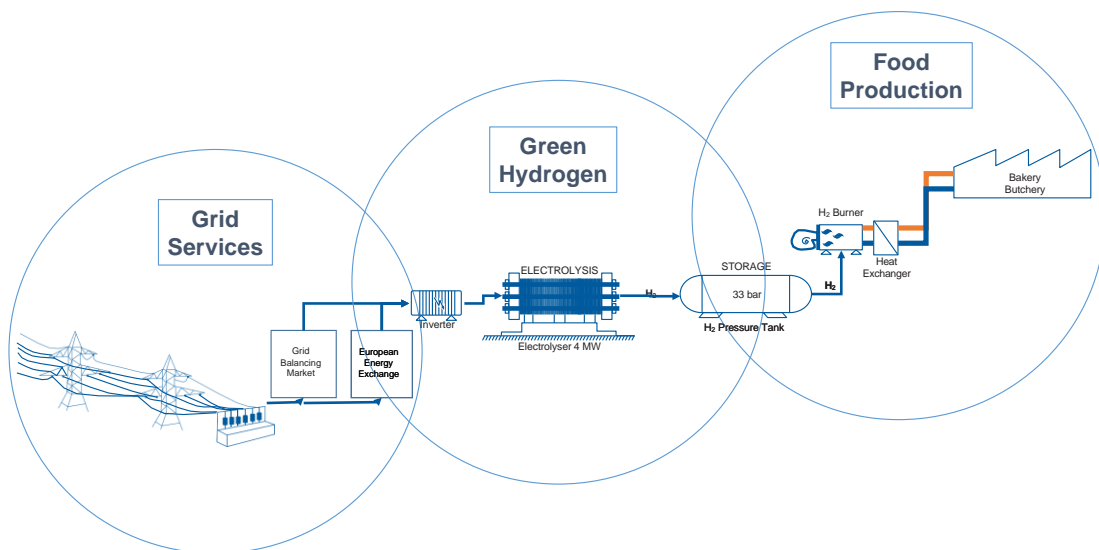 Food
Production
Green
Hydrogen
Grid
Services
Bakery
Butchery
H₂ Burner
Heat
Exchanger
ELECTROLYSIS
STORAGE
H₂
33 bar
H₂
Inverter
H₂ Pressure Tank
Electrolyser 4 MW
Grid
Balancing
Market
European
Energy
Exchange